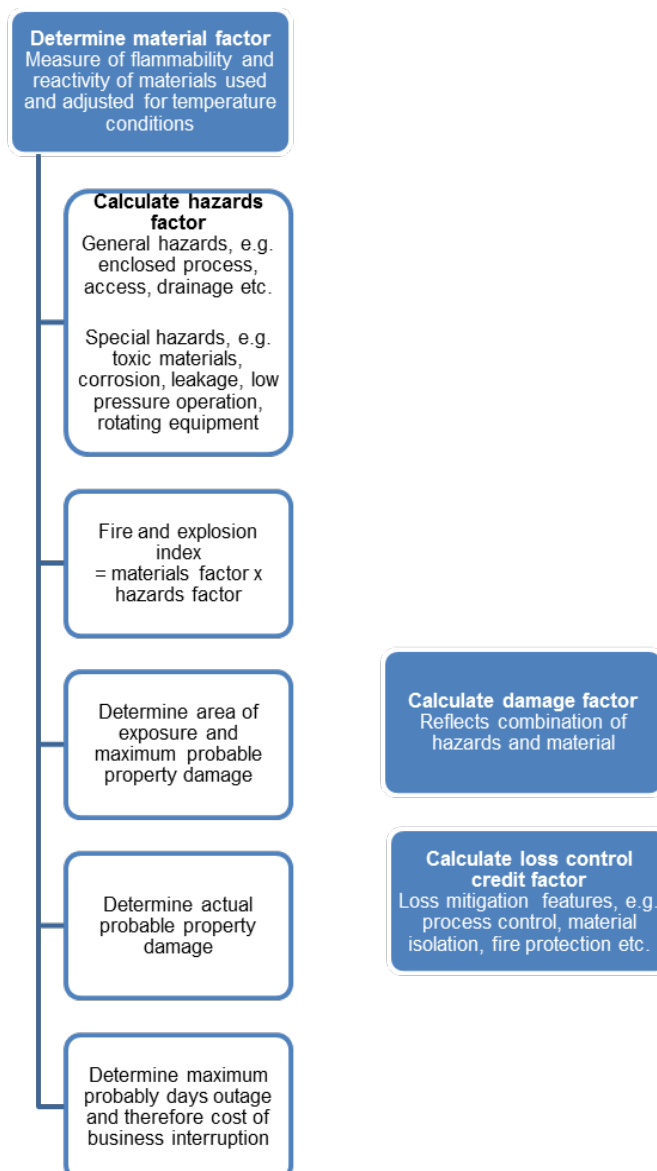 Determine material factor
Measure of flammability and
reactivity of materials used
and adjusted for temperature
conditions
Calculate hazards
factor
General hazards, e.g.
enclosed process,
access, drainage etc.
Special hazards, e.g.
toxic materials,
corrosion, leakage, low
pressure operation,
rotating equipment
Fire and explosion
index
= materials factor x
hazards factor
Determine area of
exposure and
maximum probable
property damage
Calculate damage factor
Reflects combination of
hazards and material
Calculate loss control
credit factor
Loss mitigation features, e.g.
process control, material
isolation, fire protection etc.
Determine actual
probable property
damage
Determine maximum
probably days outage
and therefore cost of
business interruption